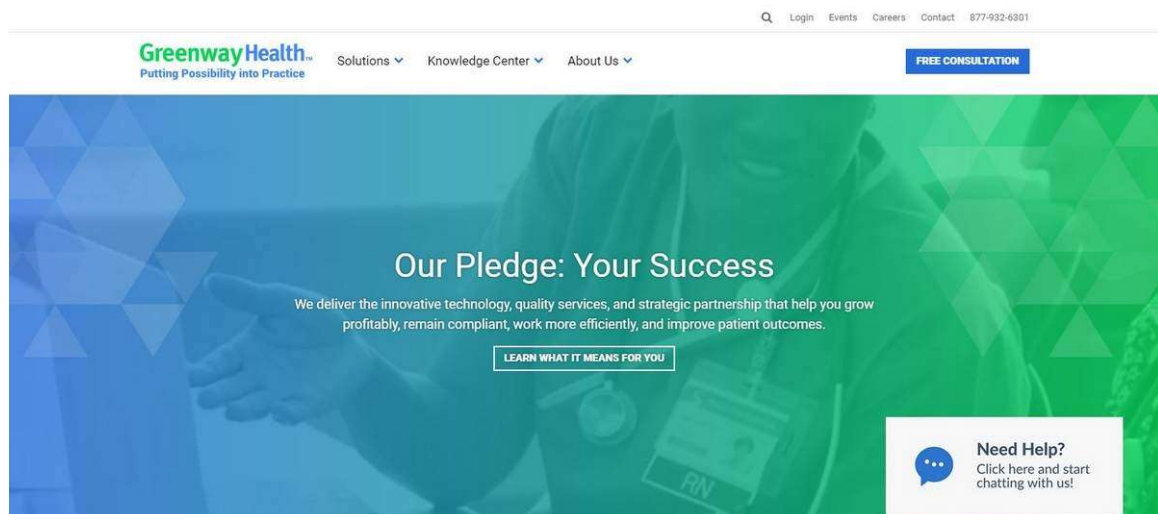 Login Events Careers Contact 877-932-6301
GreenwayHealth™
Putting Possibility into Practice
Solutions Knowledge Center About Us
FREE CONSULTATION
Our Pledge: Your Success
We deliver the innovative technology, quality services, and strategic partnership that help you grow
profitably, remain compliant, work more efficiently, and improve patient outcomes.
LEARN WHAT IT MEANS FOR YOU
RN
Need Help?
Click here and start
chatting with us!